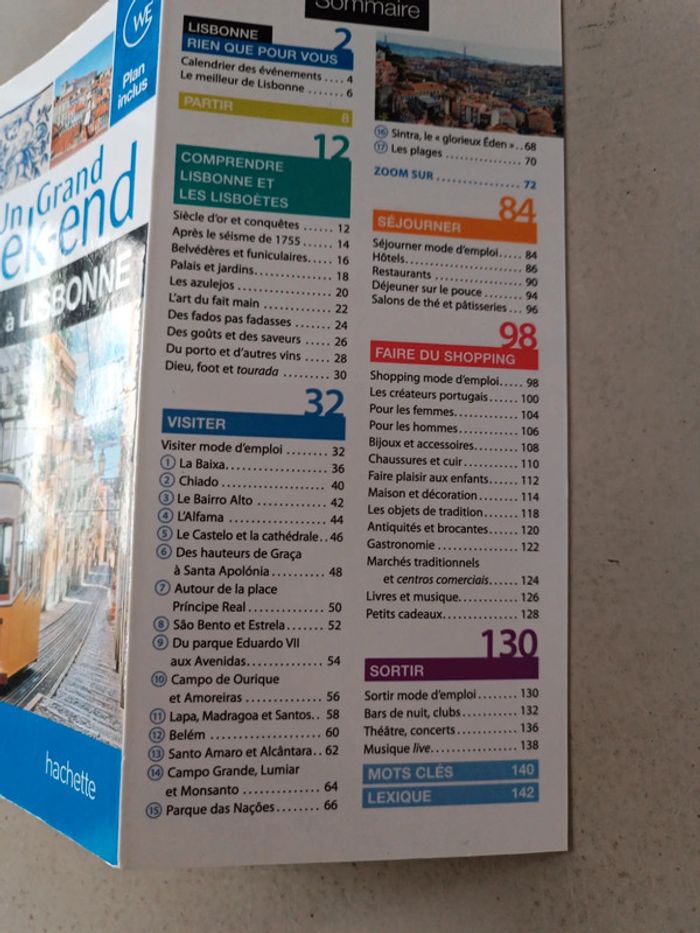 WE
Plan
inclus
Un Grand
ek-end
à LISBONNE
hachette
Sommaire
LISBONNE 2
RIEN QUE POUR VOUS
Calendrier des événements .... 4
Le meilleur de Lisbonne ....... 6
PARTIR 8
12
COMPRENDRE
LISBONNE ET
LES LISBOÈTES
Siècle d'or et conquêtes ...... 12
Après le séisme de 1755 ...... 14
Belvédères et funiculaires..... 16
Palais et jardins............... 18
Les azulejos ................... 20
L'art du fait main ............. 22
Des fados pas fadasses ....... 24
Des goûts et des saveurs ..... 26
Du porto et d'autres vins ..... 28
Dieu, foot et tourada ......... 30
32
VISITER
Visiter mode d'emploi ........ 32
1 La Baixa.................... 36
2 Chiado ..................... 40
3 Le Bairro Alto .............. 42
4 L'Alfama ................... 44
5 Le Castelo et la cathédrale.. 46
6 Des hauteurs de Graça
à Santa Apolónia ........... 48
7 Autour de la place
Príncipe Real ............... 50
8 São Bento et Estrela........ 52
9 Du parque Eduardo VII
aux Avenidas............... 54
10 Campo de Ourique
et Amoreiras ............... 56
11 Lapa, Madragoa et Santos.. 58
12 Belém ...................... 60
13 Santo Amaro et Alcântara.. 62
14 Campo Grande, Lumiar
et Monsanto ............... 64
15 Parque das Nações......... 66
16 Sintra, le « glorieux Éden ».. 68
17 Les plages .................. 70
ZOOM SUR .................. 72
84
SÉJOURNER
Séjourner mode d'emploi..... 84
Hôtels......................... 86
Restaurants ................... 90
Déjeuner sur le pouce ........ 94
Salons de thé et pâtisseries ... 96
98
FAIRE DU SHOPPING
Shopping mode d'emploi..... 98
Les créateurs portugais....... 100
Pour les femmes.............. 104
Pour les hommes ............. 106
Bijoux et accessoires.......... 108
Chaussures et cuir ............ 110
Faire plaisir aux enfants...... 112
Maison et décoration ......... 114
Les objets de tradition........ 118
Antiquités et brocantes....... 120
Gastronomie ................. 122
Marchés traditionnels
et centros comerciais....... 124
Livres et musique............. 126
Petits cadeaux................ 128
130
SORTIR
Sortir mode d'emploi......... 130
Bars de nuit, clubs............ 132
Théâtre, concerts............. 136
Musique live.................. 138
MOTS CLÉS 140
LEXIQUE 142